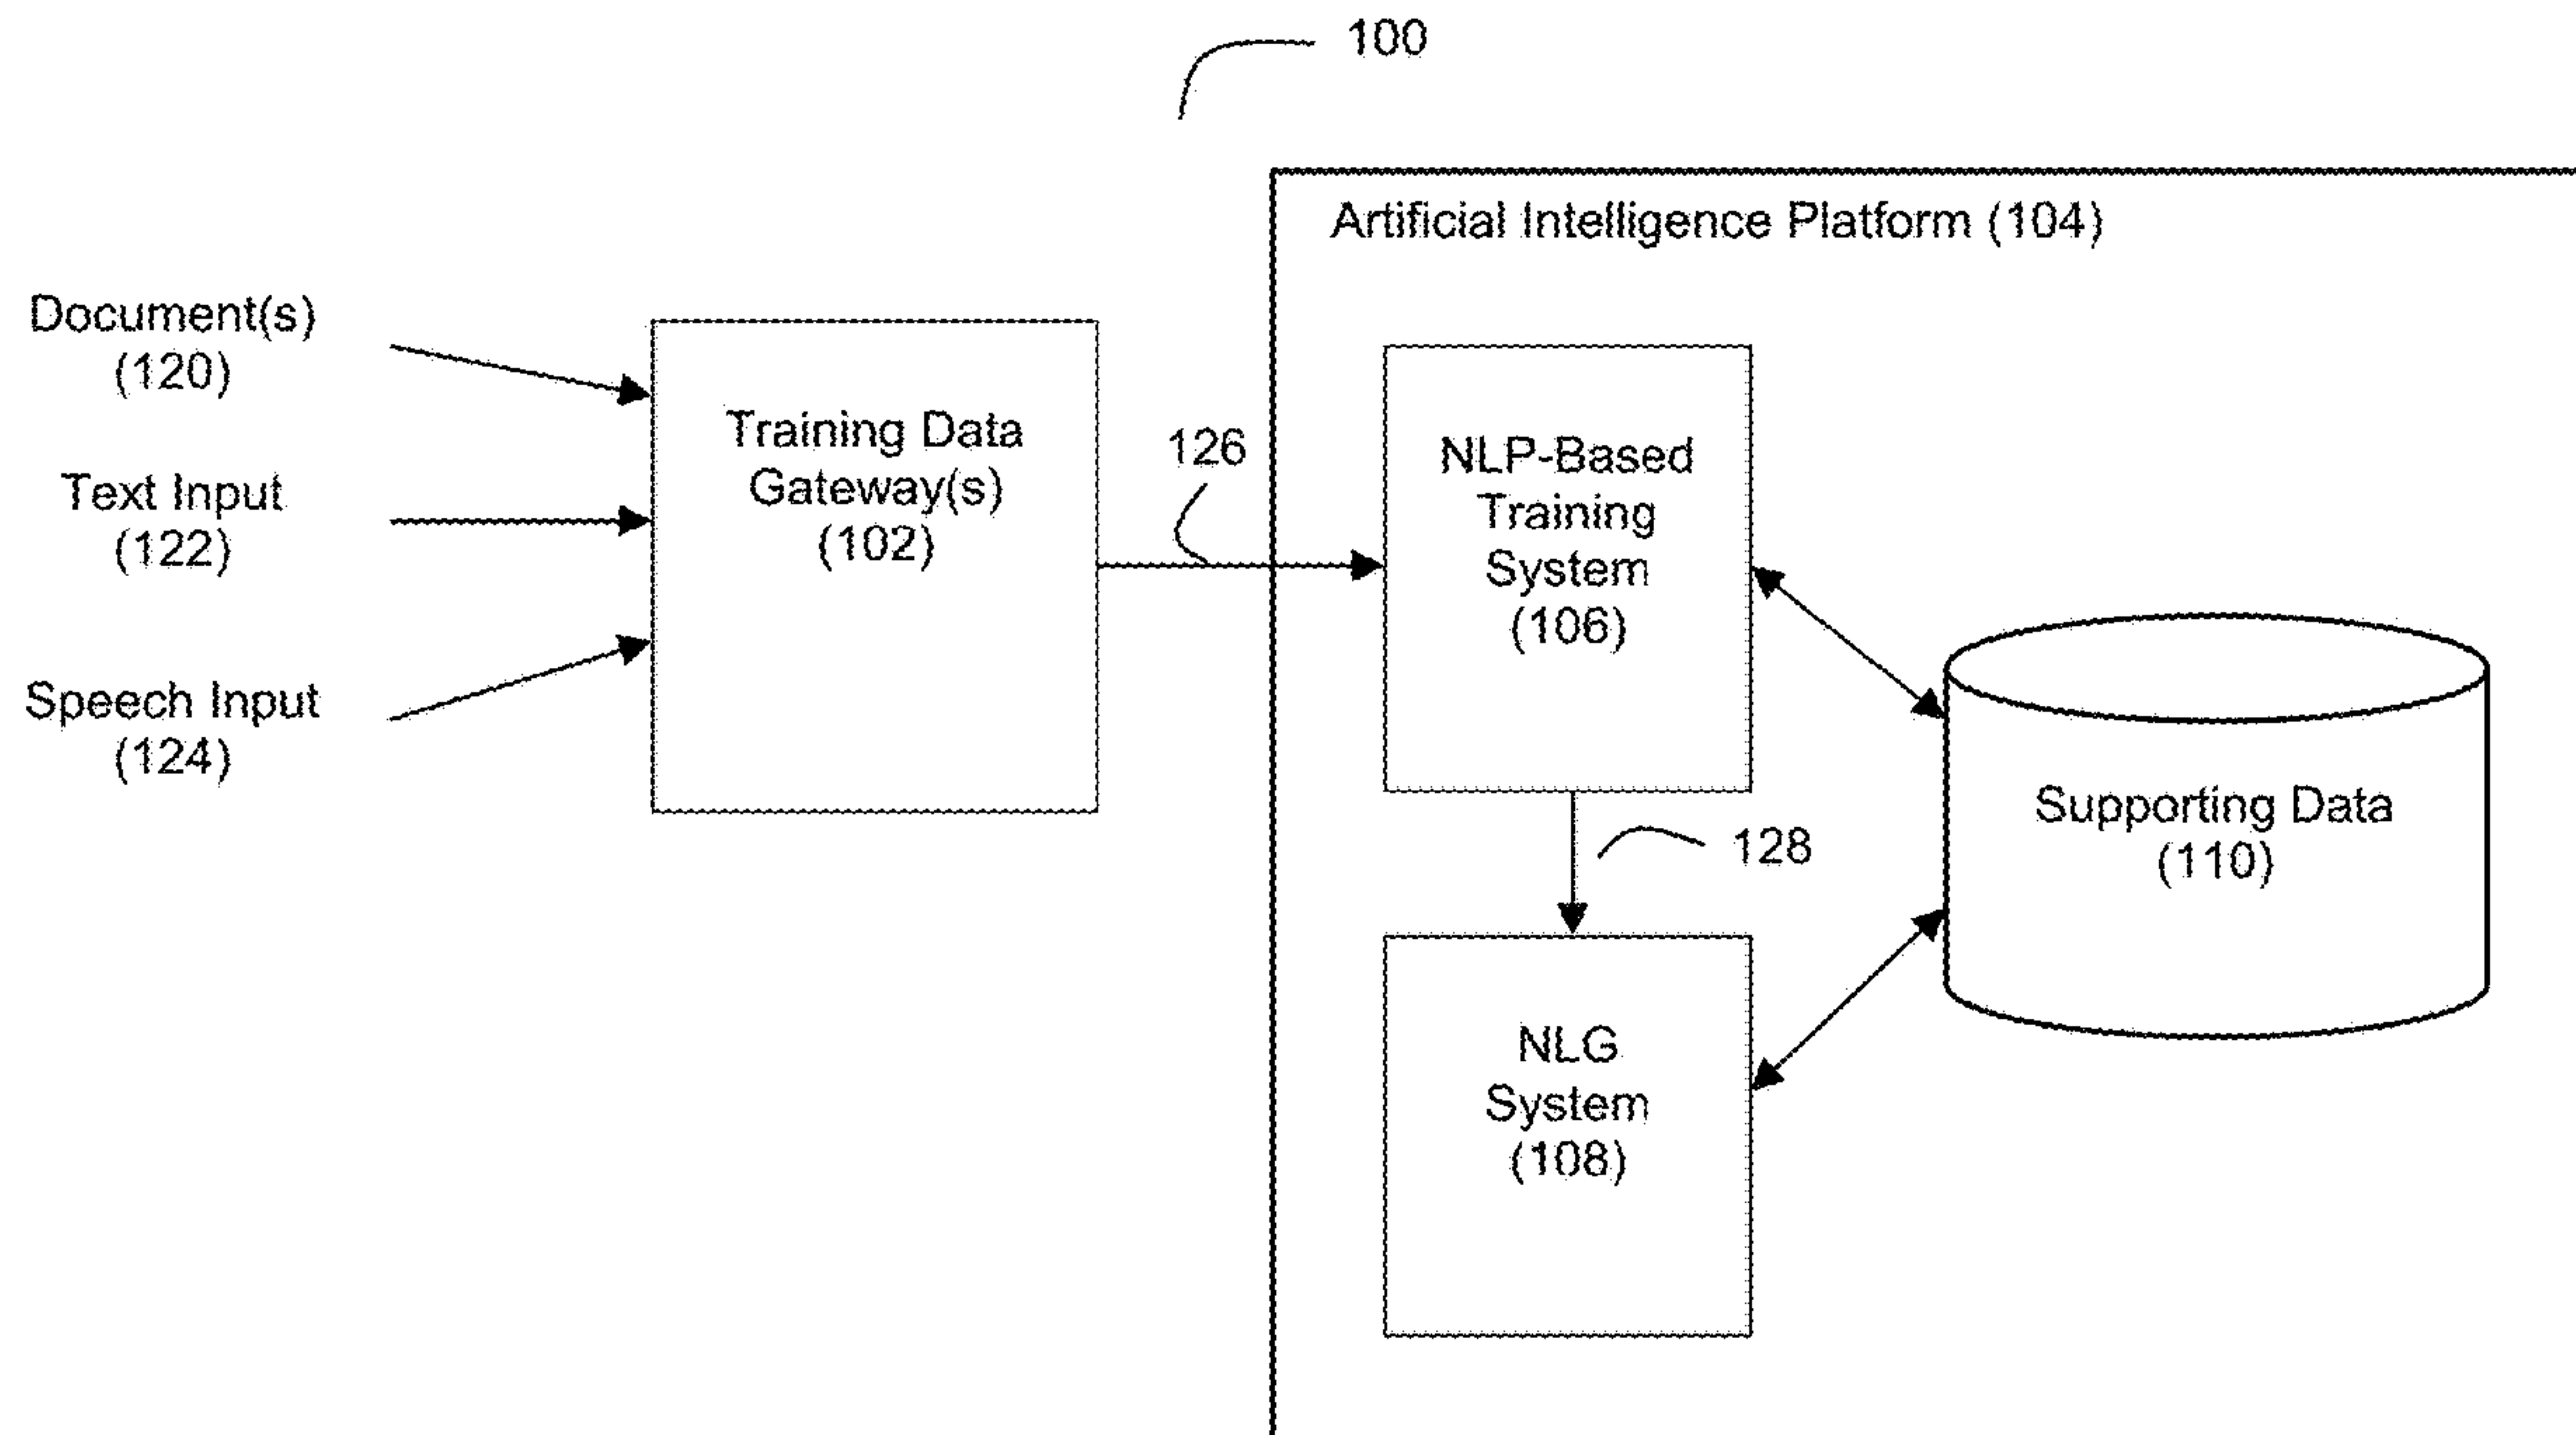 100
Artificial Intelligence Platform (104)
Document(s)
(120)
Text Input
(122)
Speech Input
(124)
Training Data
Gateway(s)
(102)
126
NLP-Based
Training
System
(106)
128
Supporting Data
(110)
NLG
System
(108)